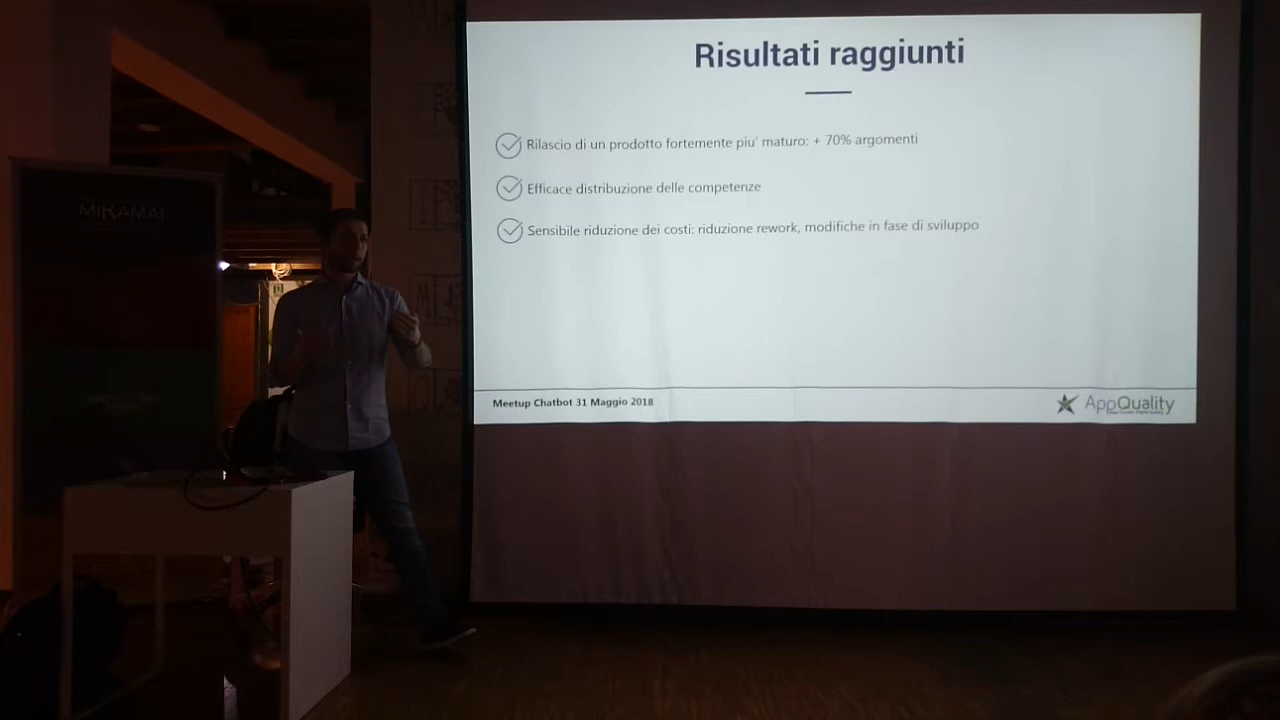 Risultati raggiunti
Rilascio di un prodotto fortemente piu' maturo: + 70% argomenti
Efficace distribuzione delle competenze
Sensibile riduzione dei costi: riduzione rework, modifiche in fase di sviluppo
Meetup Chatbot 31 Maggio 2018
AppQuality
MIKAMAI